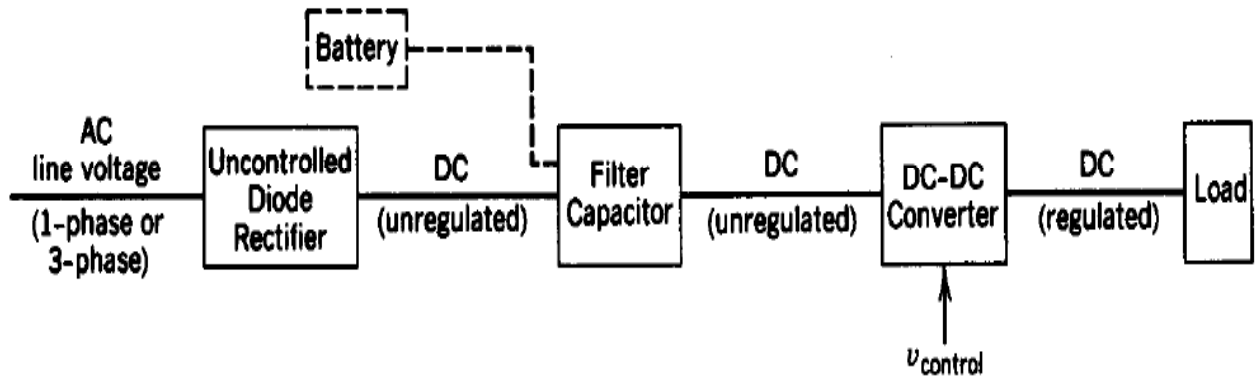 Battery
AC
line voltage
(1-phase or
3-phase)
Uncontrolled
Diode
Rectifier
DC
(unregulated)
Filter
Capacitor
DC
(unregulated)
DC-DC
Converter
DC
(regulated)
Load
vcontrol